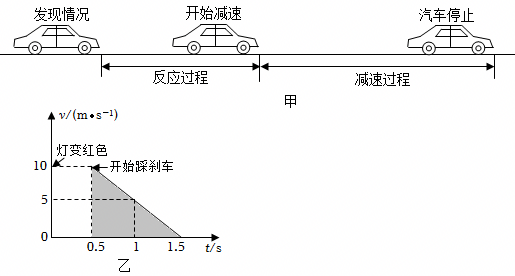 发现情况 开始减速 汽车停止
反应过程 减速过程
甲
v/(m•s⁻¹)
灯变红色
10 开始踩刹车
5
0 0.5 1 1.5 t/s
乙